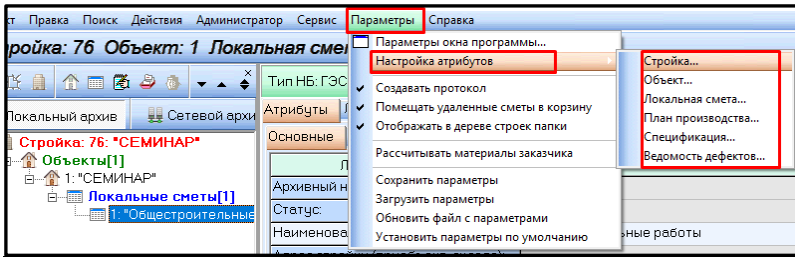 кт Правка Поиск Действия Администратор Сервис Параметры Справка
ройка: 76 Объект: 1 Локальная сме
Параметры окна программы...
Настройка атрибутов
Создавать протокол
Помещать удаленные сметы в корзину
Отображать в дереве строек папки
Рассчитывать материалы заказчика
Сохранить параметры
Загрузить параметры
Обновить файл с параметрами
Установить параметры по умолчанию
Стройка...
Объект...
Локальная смета...
План производства...
Спецификация...
Ведомость дефектов...
Тип НБ: ГЭС
Локальный архив Сетевой архи
Атрибуты
Основные
Стройка: 76: "СЕМИНАР"
Объекты[1]
1: "СЕМИНАР"
Локальные сметы[1]
1: "Общестроительные
Архивный н
Статус:
Наименова
ьные работы